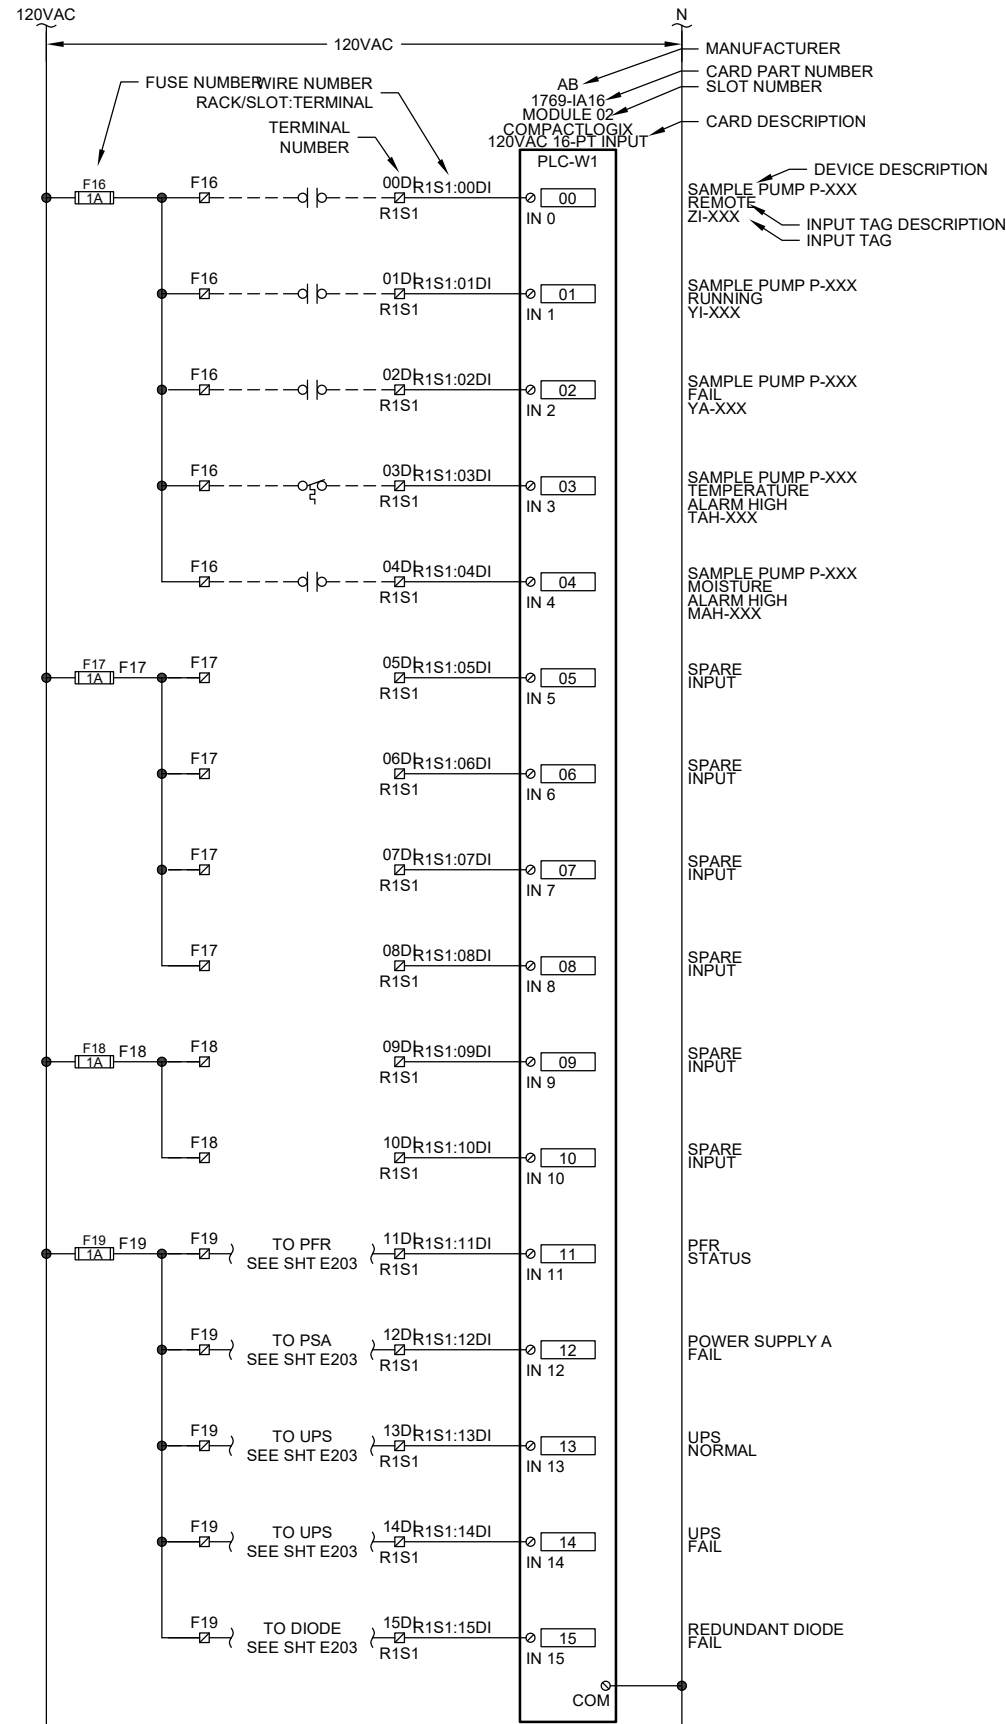 120VAC
N
120VAC
MANUFACTURER
AB
CARD PART NUMBER
FUSE NUMBER
WIRE NUMBER
1769-IA16
SLOT NUMBER
RACK/SLOT:TERMINAL
MODULE 02
TERMINAL
NUMBER
COMPACTLOGIX
CARD DESCRIPTION
120VAC 16-PT INPUT
PLC-W1
DEVICE DESCRIPTION
F16
1A
F16
00DI
R1S1:00DI
R1S1
00
IN 0
SAMPLE PUMP P-XXX
REMOTE
ZI-XXX
INPUT TAG DESCRIPTION
INPUT TAG
F16
01DI
R1S1:01DI
R1S1
01
IN 1
SAMPLE PUMP P-XXX
RUNNING
YI-XXX
F16
02DI
R1S1:02DI
R1S1
02
IN 2
SAMPLE PUMP P-XXX
FAIL
YA-XXX
F16
03DI
R1S1:03DI
R1S1
03
IN 3
SAMPLE PUMP P-XXX
TEMPERATURE
ALARM HIGH
TAH-XXX
F16
04DI
R1S1:04DI
R1S1
04
IN 4
SAMPLE PUMP P-XXX
MOISTURE
ALARM HIGH
MAH-XXX
F17
1A
F17
F17
05DI
R1S1:05DI
R1S1
05
IN 5
SPARE
INPUT
F17
06DI
R1S1:06DI
R1S1
06
IN 6
SPARE
INPUT
F17
07DI
R1S1:07DI
R1S1
07
IN 7
SPARE
INPUT
F17
08DI
R1S1:08DI
R1S1
08
IN 8
SPARE
INPUT
F18
1A
F18
F18
09DI
R1S1:09DI
R1S1
09
IN 9
SPARE
INPUT
F18
10DI
R1S1:10DI
R1S1
10
IN 10
SPARE
INPUT
F19
1A
F19
F19
TO PFR
SEE SHT E203
11DI
R1S1:11DI
R1S1
11
IN 11
PFR
STATUS
F19
TO PSA
SEE SHT E203
12DI
R1S1:12DI
R1S1
12
IN 12
POWER SUPPLY A
FAIL
F19
TO UPS
SEE SHT E203
13DI
R1S1:13DI
R1S1
13
IN 13
UPS
NORMAL
F19
TO UPS
SEE SHT E203
14DI
R1S1:14DI
R1S1
14
IN 14
UPS
FAIL
F19
TO DIODE
SEE SHT E203
15DI
R1S1:15DI
R1S1
15
IN 15
REDUNDANT DIODE
FAIL
COM